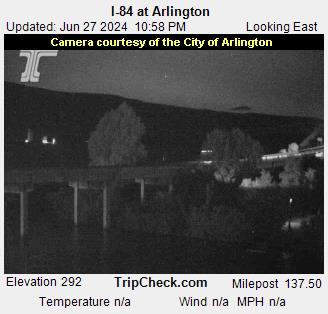 I-84 at Arlington
Updated: Jun 27 2024 10:58 PM Looking East
Camera courtesy of the City of Arlington
Elevation 292 TripCheck.com Milepost 137.50
Temperature n/a Wind n/a MPH n/a